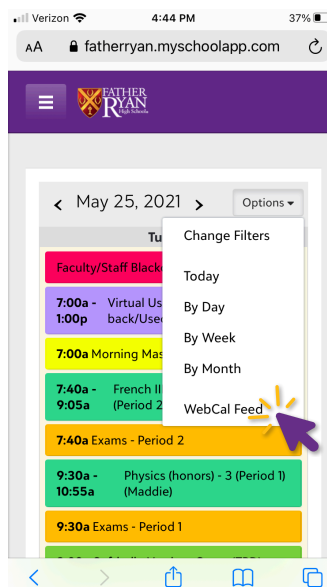 Verizon 4:44 PM 37%
AA fatherryan.myschoolapp.com
FATHER
RYAN
High Schools
May 25, 2021 Options
Tu
Change Filters
Today
By Day
By Week
By Month
WebCal Feed
Faculty/Staff Black
7:00a - Virtual Us
1:00p back/Used
7:00a Morning Mas
7:40a - French II
9:05a (Period 2
7:40a Exams - Period 2
9:30a - Physics (honors) - 3 (Period 1)
10:55a (Maddie)
9:30a Exams - Period 1